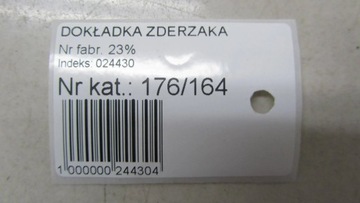 DOKŁADKA ZDERZAKA
Nr fabr. 23%
Indeks: 024430
Nr kat.: 176/164
1 000000 244304